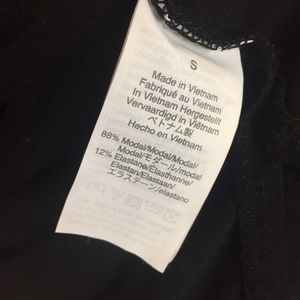 S
Made in Vietnam
Fabriqué au Vietnam
In Vietnam Hergestellt
Vervaardigd in Viëtnam
ベトナム製
Hecho en Vietnam
88% Modal/Modal/Modal/
Modal/モダール/modal
12% Elastane/Élasthanne/
Elastan/Elastaan/
エラステーン/elastano